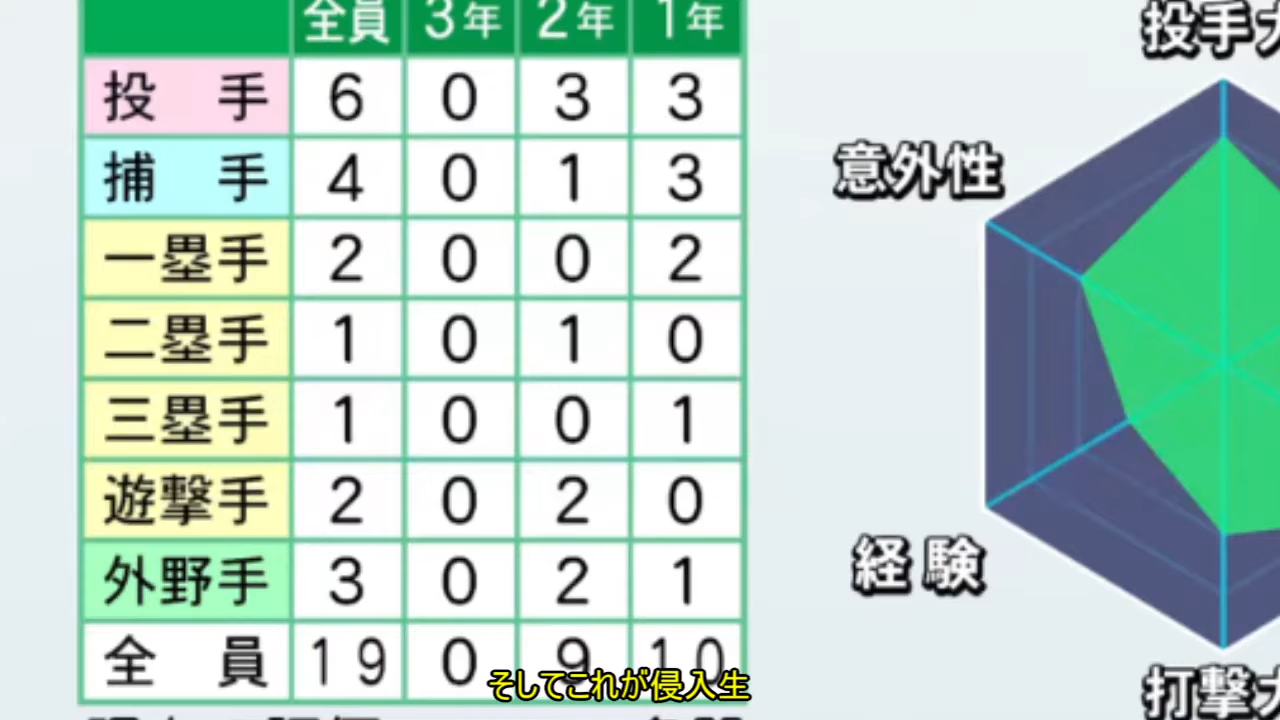 全員 3年 2年 1年
投手 6 0 3 3
捕手 4 0 1 3
一塁手 2 0 0 2
二塁手 1 0 1 0
三塁手 1 0 0 1
遊撃手 2 0 2 0
外野手 3 0 2 1
全員 19 0 9 10
投手
意外性
経験
打撃
そしてこれが侵入生